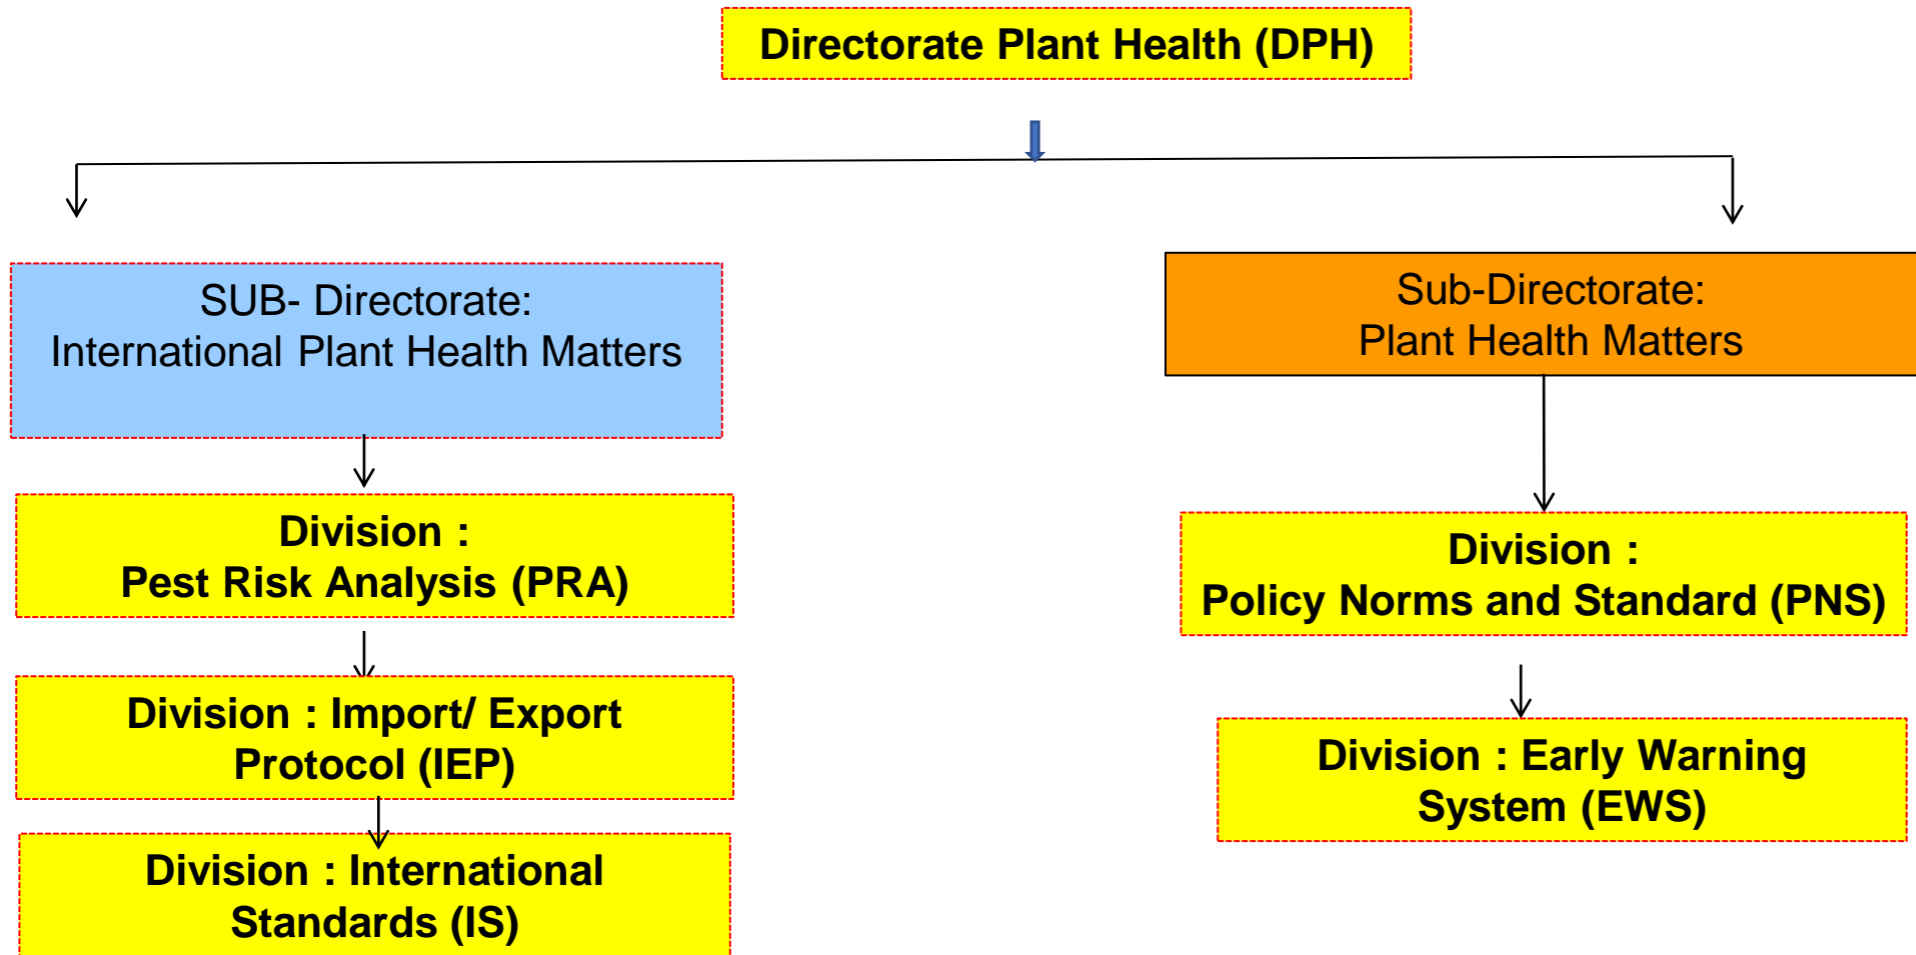 Directorate Plant Health (DPH)
SUB- Directorate:
International Plant Health Matters
Sub-Directorate:
Plant Health Matters
Division :
Pest Risk Analysis (PRA)
Division :
Policy Norms and Standard (PNS)
Division : Import/ Export
Protocol (IEP)
Division : Early Warning
System (EWS)
Division : International
Standards (IS)